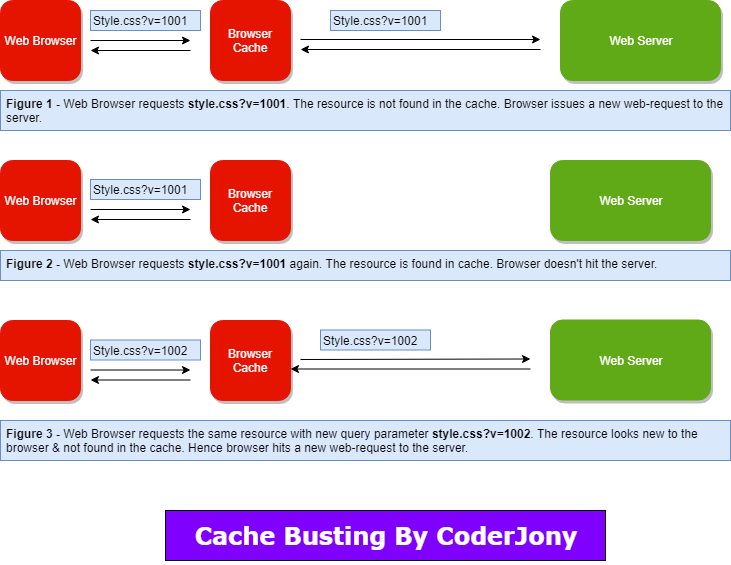 Style.css?v=1001
Style.css?v=1001
Web Browser
Browser
Cache
Web Server
Figure 1 - Web Browser requests style.css?v=1001. The resource is not found in the cache. Browser issues a new web-request to the
server.
Style.css?v=1001
Web Browser
Browser
Cache
Web Server
Figure 2 - Web Browser requests style.css?v=1001 again. The resource is found in cache. Browser doesn't hit the server.
Style.css?v=1002
Style.css?v=1002
Web Browser
Browser
Cache
Web Server
Figure 3 - Web Browser requests the same resource with new query parameter style.css?v=1002. The resource looks new to the
browser & not found in the cache. Hence browser hits a new web-request to the server.
Cache Busting By CoderJony